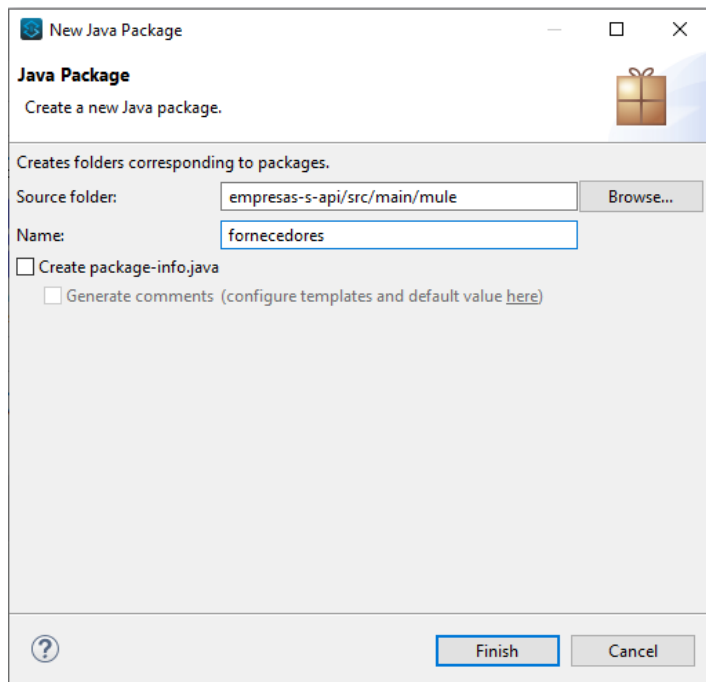 New Java Package
Java Package
Create a new Java package.
Creates folders corresponding to packages.
Source folder: empresas-s-api/src/main/mule Browse...
Name: fornecedores
Create package-info.java
Generate comments (configure templates and default value here)
? Finish Cancel